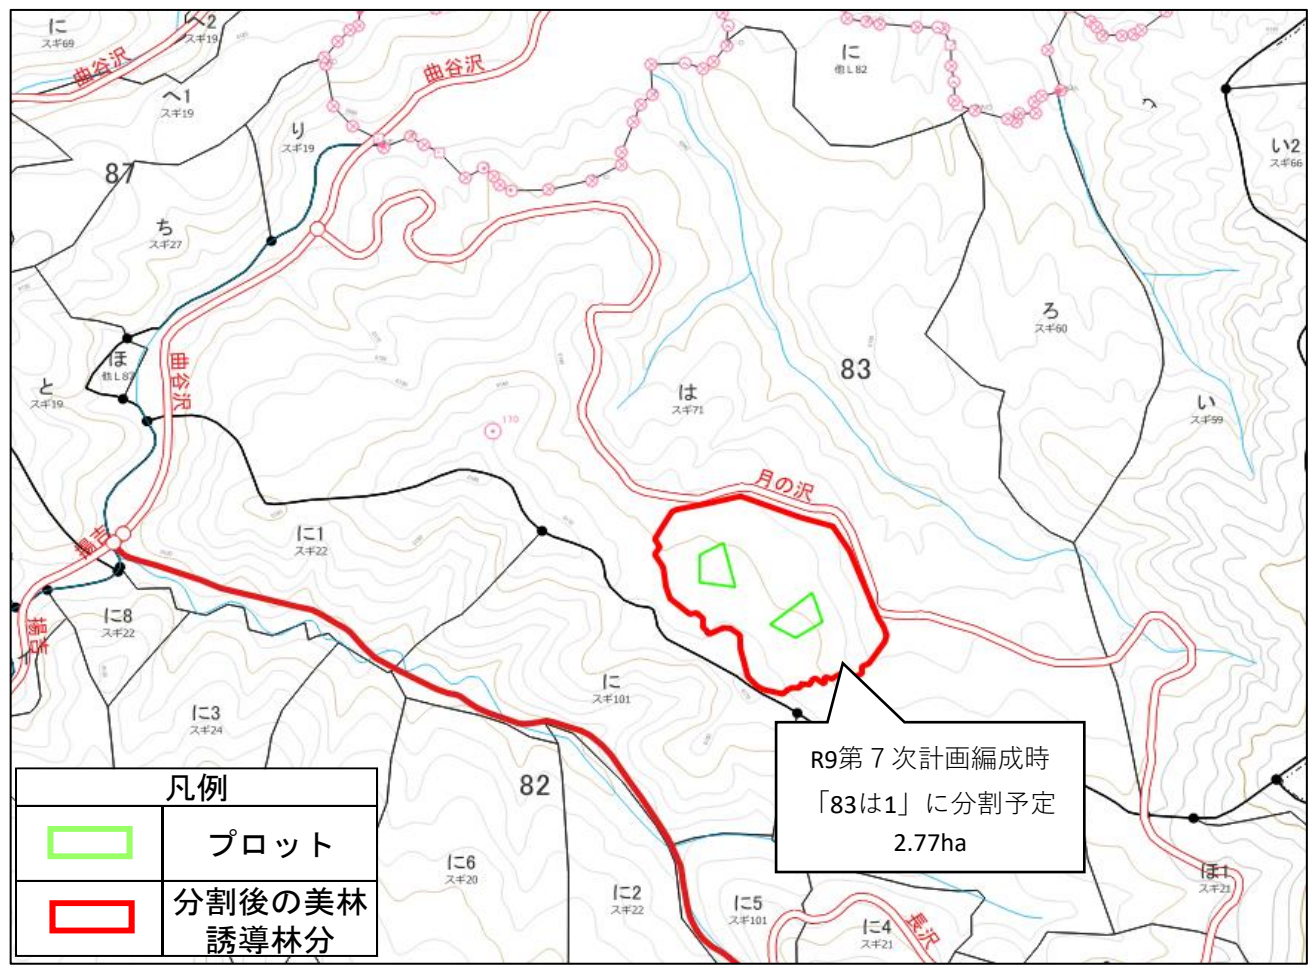 に
スギ69
へ2
スギ19
曲谷沢
へ1
スギ19
曲谷沢
り
スギ19
に
他L82
い2
スギ66
87
ち
スギ27
ろ
スギ60
ほ
他L87
曲谷沢
と
スギ19
83
は
スギ71
い
スギ59
110
月の沢
に1
スギ22
揚吉
揚吉
に8
スギ22
に
スギ101
に3
スギ24
82
R9第７次計画編成時
「83は1」に分割予定
2.77ha
凡例
プロット
分割後の美林
誘導林分
に6
スギ20
に2
スギ22
に5
スギ101
に4
スギ21
長沢
ほ1
スギ21